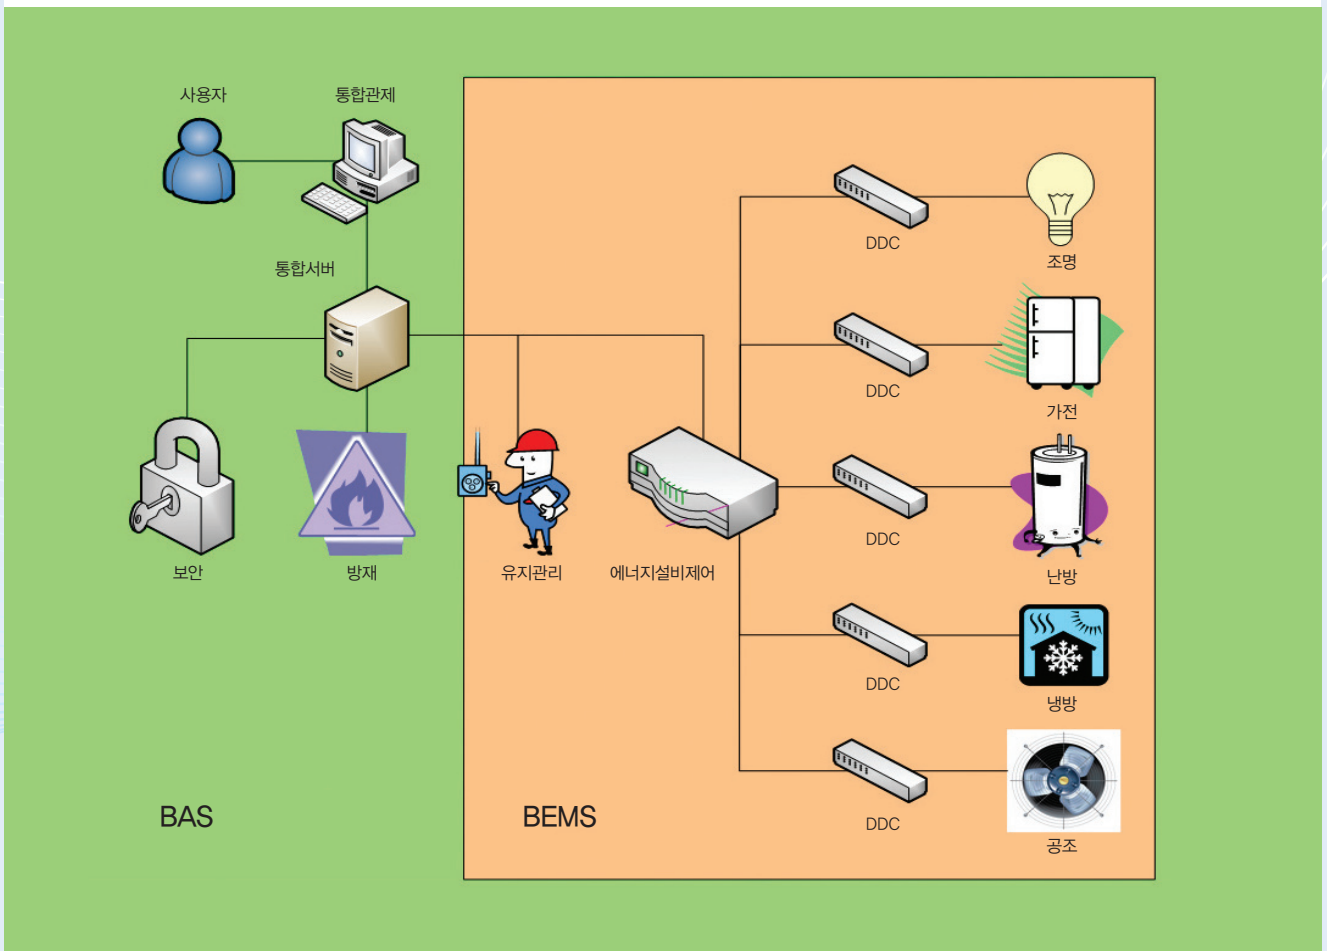 사용자
통합관제
통합서버
보안
방재
유지관리
에너지설비제어
DDC
조명
DDC
가전
DDC
난방
DDC
냉방
DDC
공조
BAS
BEMS